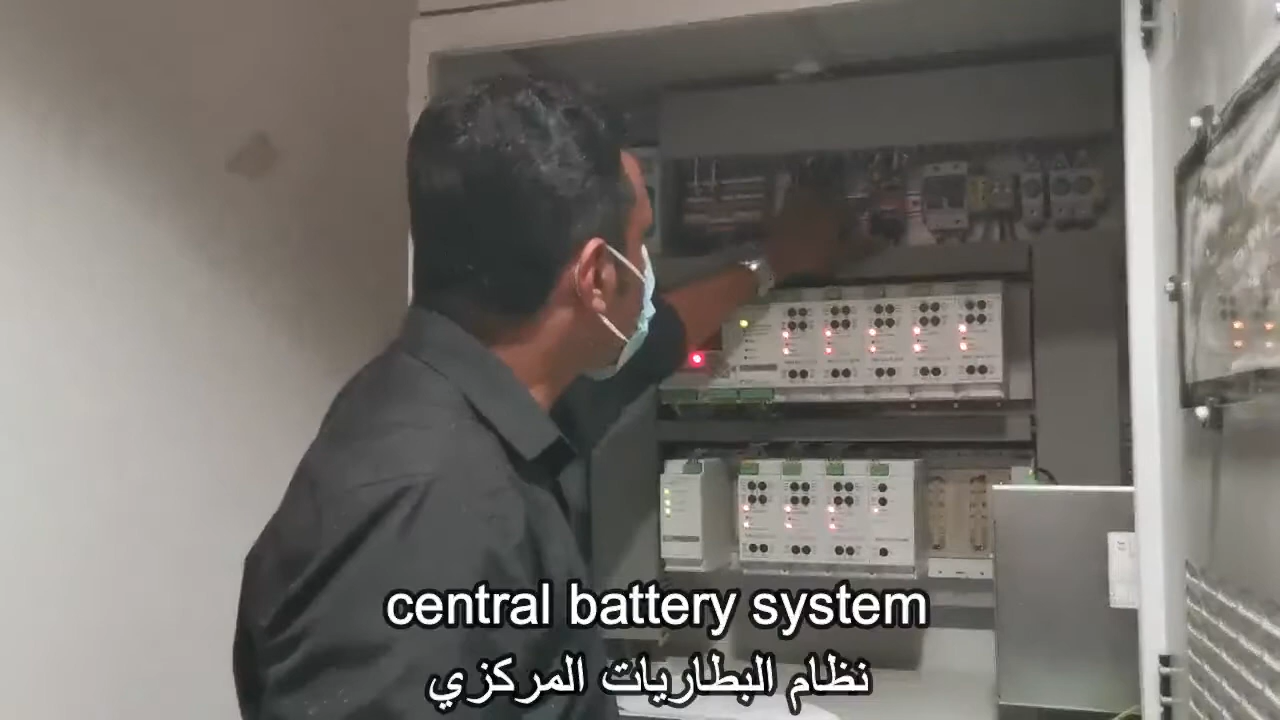 central battery system
نظام البطاريات المركزي